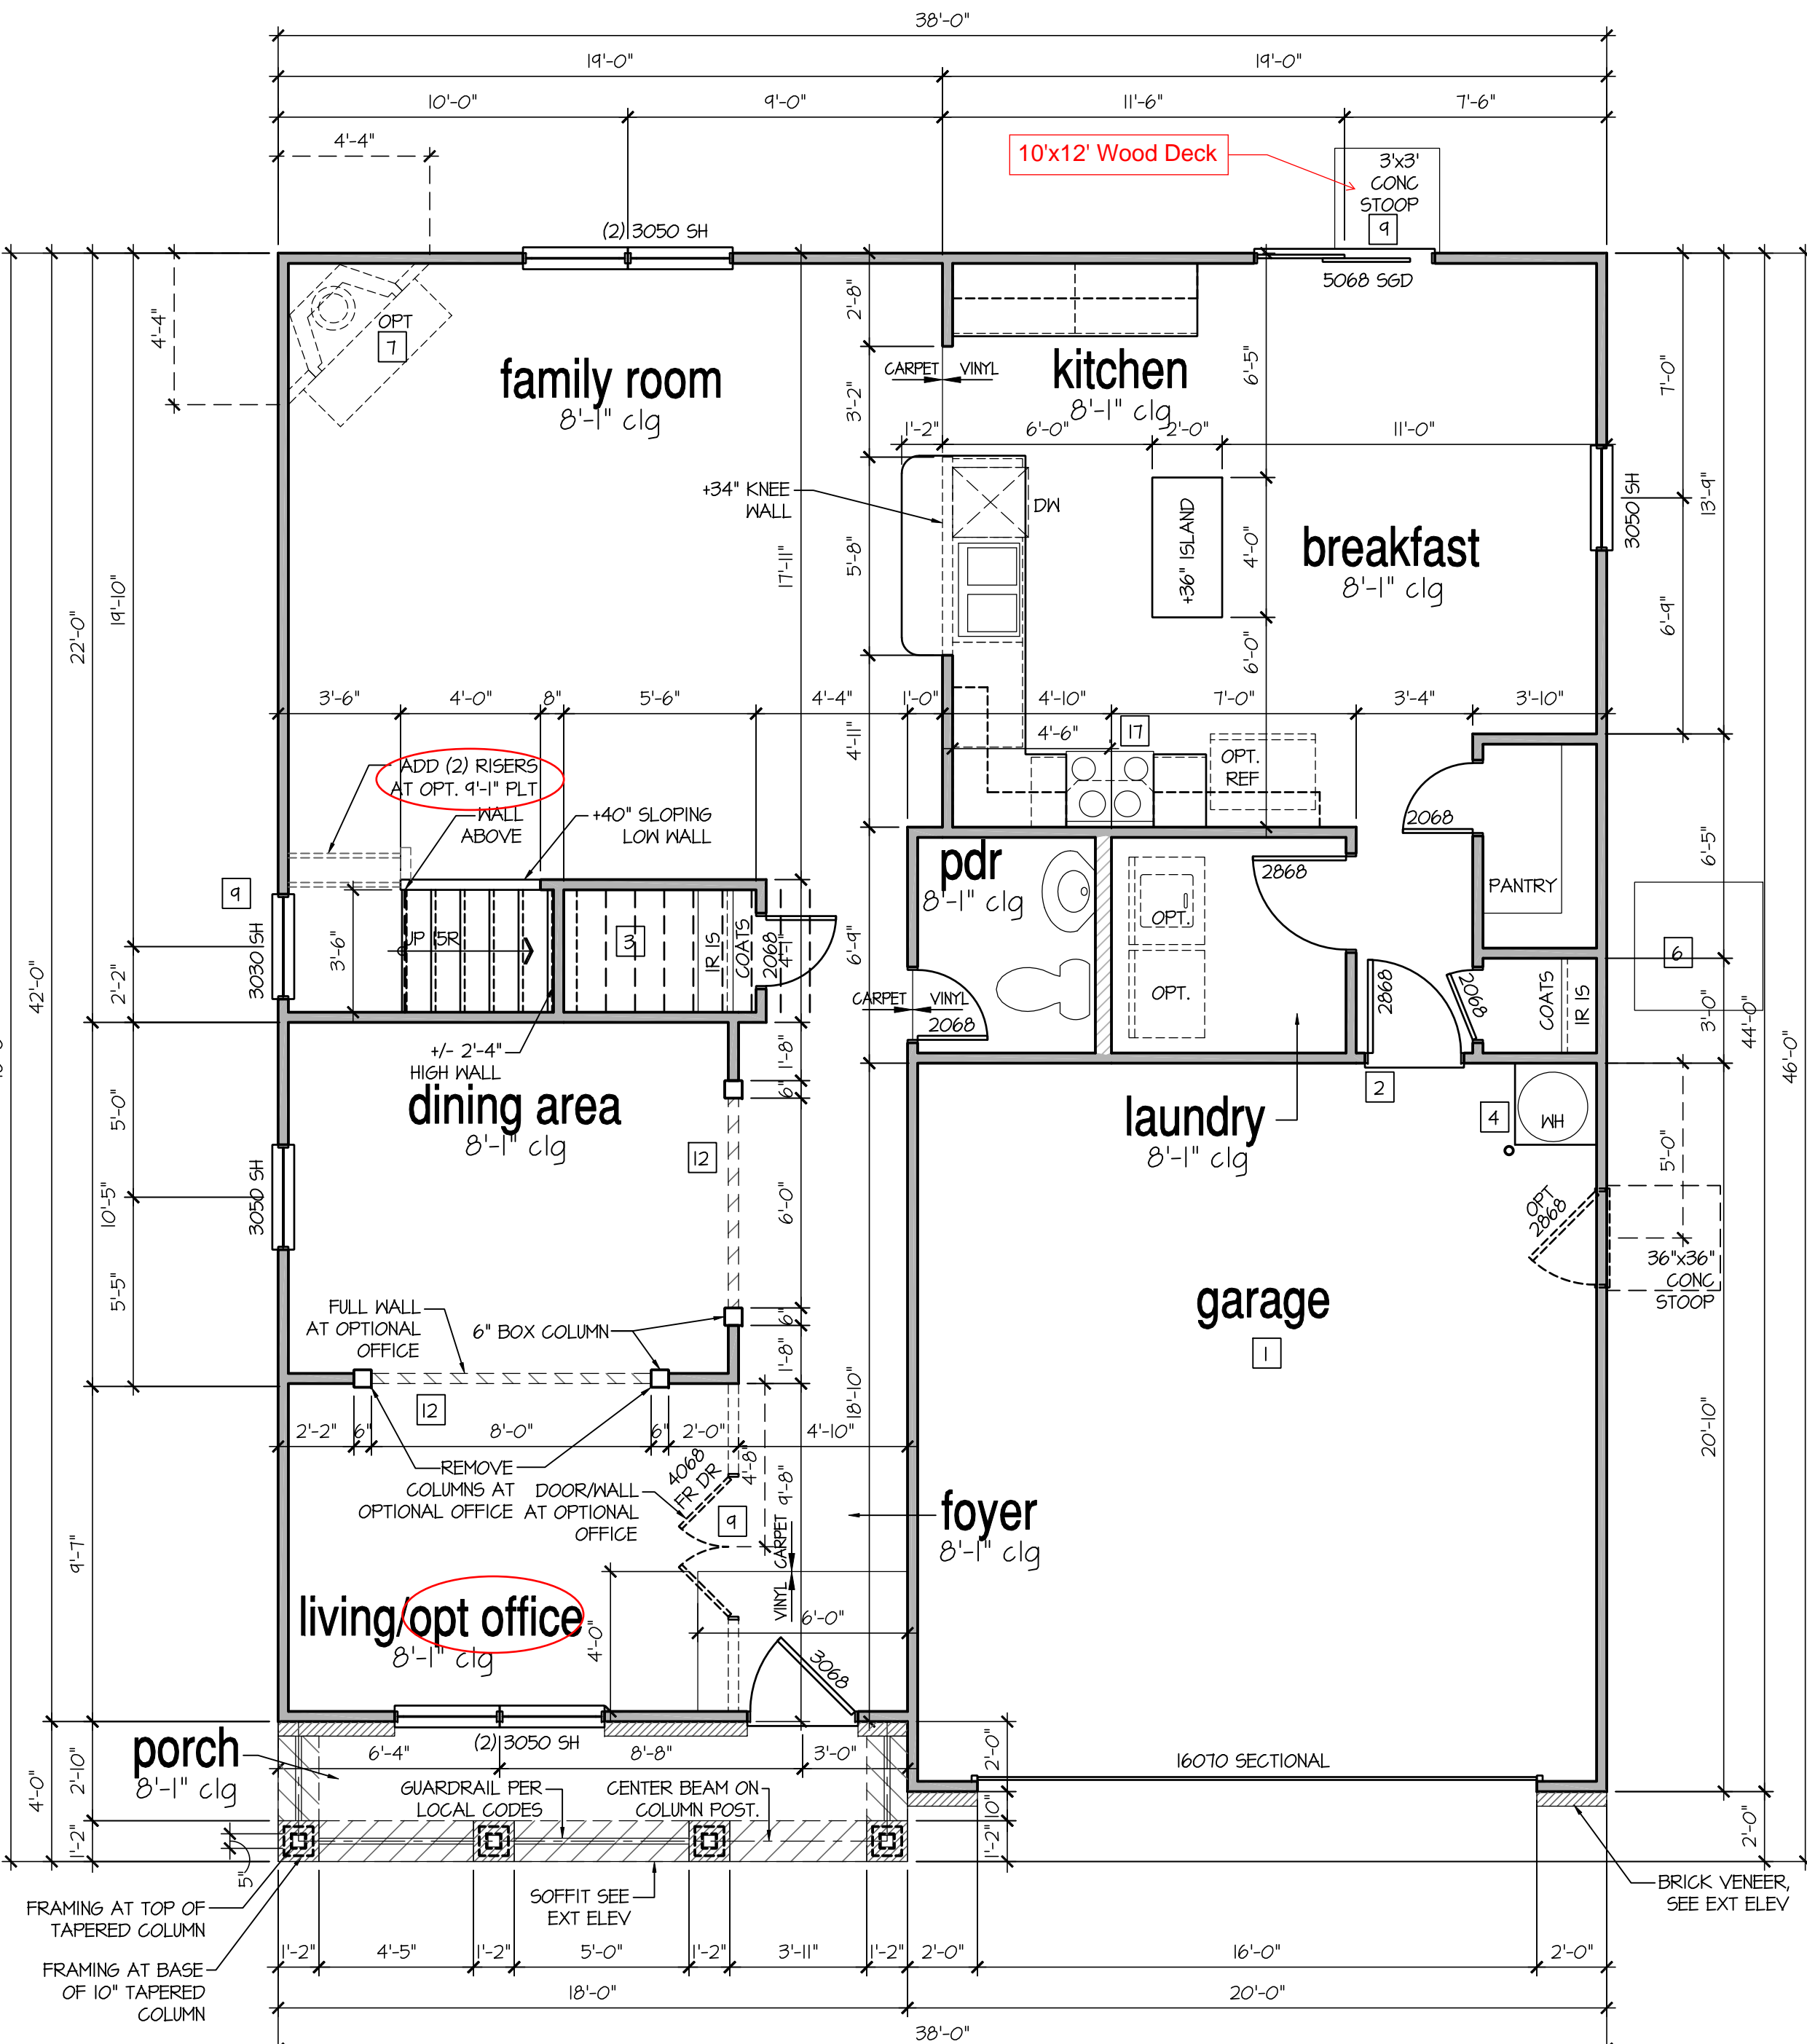 38'-0"
19'-0"
19'-0"
10'-0"
9'-0"
11'-6"
7'-6"
4'-4"
10'x12' Wood Deck
3'x3'
CONC
STOOP
9
(2) 3050 SH
5068 SGD
4'-4"
OPT
7
2'-8"
family room
8'-1" clg
CARPET
VINYL
kitchen
8'-1" clg
6'-5"
7'-0"
3'-2"
1'-2"
6'-0"
2'-0"
11'-0"
+34" KNEE
WALL
DW
+36" ISLAND
4'-0"
breakfast
8'-1" clg
3050 SH
13'-9"
17'-11"
5'-8"
19'-10"
22'-0"
6'-9"
6'-0"
3'-6"
4'-0"
8"
5'-6"
4'-4"
1'-0"
4'-10"
7'-0"
3'-4"
3'-10"
4'-11"
4'-6"
17
ADD (2) RISERS
AT OPT. 9'-1" PLT
OPT.
REF
WALL
ABOVE
+40" SLOPING
LOW WALL
2068
6'-5"
pdr
8'-1" clg
2868
PANTRY
9
3030 SH
3'-6"
UP 15R
3
1R 1S
COATS
2068
4'-1"
6'-9"
OPT.
OPT.
6
42'-0"
2'-2"
CARPET
VINYL
2068
2868
2068
COATS
1R 1S
3'-0"
44'-0"
46'-0"
+/- 2'-4"
HIGH WALL
1'-8"
6"
2
4
WH
dining area
8'-1" clg
laundry
8'-1" clg
5'-0"
5'-0"
12
3050 SH
10'-5"
6'-0"
OPT
2868
36"x36"
CONC
STOOP
5'-5"
FULL WALL
AT OPTIONAL
OFFICE
6" BOX COLUMN
6"
1'-8"
garage
1
12
18'-10"
20'-10"
2'-2"
6"
8'-0"
6"
2'-0"
4'-10"
REMOVE
COLUMNS AT
OPTIONAL OFFICE
DOOR/WALL
AT OPTIONAL
OFFICE
4068
FR DR
4'-8"
9'-8"
9
CARPET
VINYL
foyer
8'-1" clg
9'-7"
living/opt office
8'-1" clg
4'-0"
6'-0"
3068
porch
8'-1" clg
(2) 3050 SH
6'-4"
8'-8"
3'-0"
2'-0"
16070 SECTIONAL
4'-0"
2'-10"
GUARDRAIL PER
LOCAL CODES
CENTER BEAM ON
COLUMN POST.
10"
1'-2"
1'-2"
2'-0"
5"
FRAMING AT TOP OF
TAPERED COLUMN
SOFFIT SEE
EXT ELEV
BRICK VENEER,
SEE EXT ELEV
FRAMING AT BASE
OF 10" TAPERED
COLUMN
1'-2"
4'-5"
1'-2"
5'-0"
1'-2"
3'-11"
1'-2"
2'-0"
16'-0"
2'-0"
18'-0"
20'-0"
38'-0"